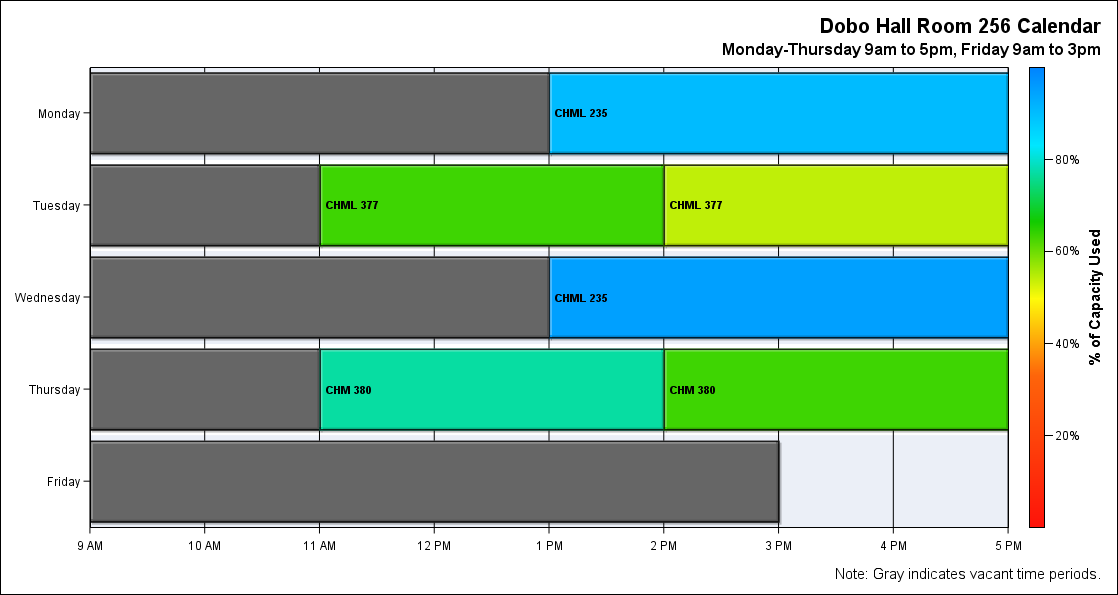 Dobo Hall Room 256 Calendar
Monday-Thursday 9am to 5pm, Friday 9am to 3pm
Monday
CHML 235
Tuesday
CHML 377
CHML 377
Wednesday
CHML 235
Thursday
CHM 380
CHM 380
Friday
9 AM
10 AM
11 AM
12 PM
1 PM
2 PM
3 PM
4 PM
5 PM
80%
60%
40%
20%
% of Capacity Used
Note: Gray indicates vacant time periods.